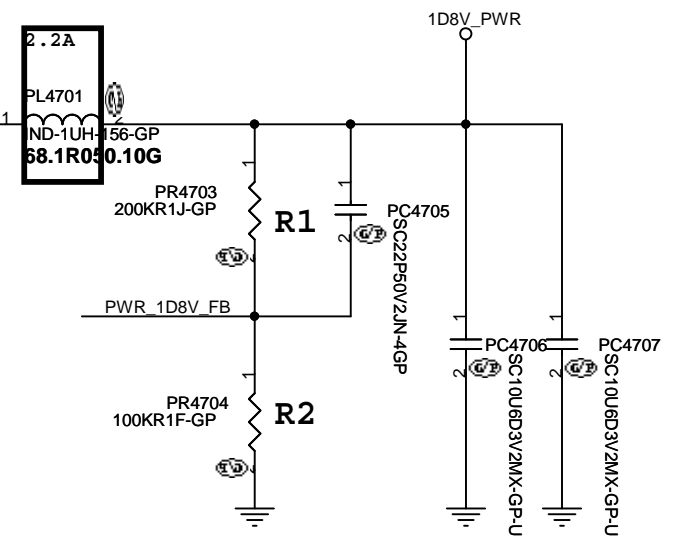 1D8V_PWR
2.2A
PL4701
1
2
IND-1UH-156-GP
68.1R050.10G
1
PR4703
200KR1J-GP
R1
1
2
PC4705
SC22P50V2JN-4GP
G/P
PWR_1D8V_FB
1
PR4704
100KR1F-GP
R2
1
2
PC4706
SC10U6D3V2MX-GP-U
G/P
1
2
PC4707
SC10U6D3V2MX-GP-U
G/P